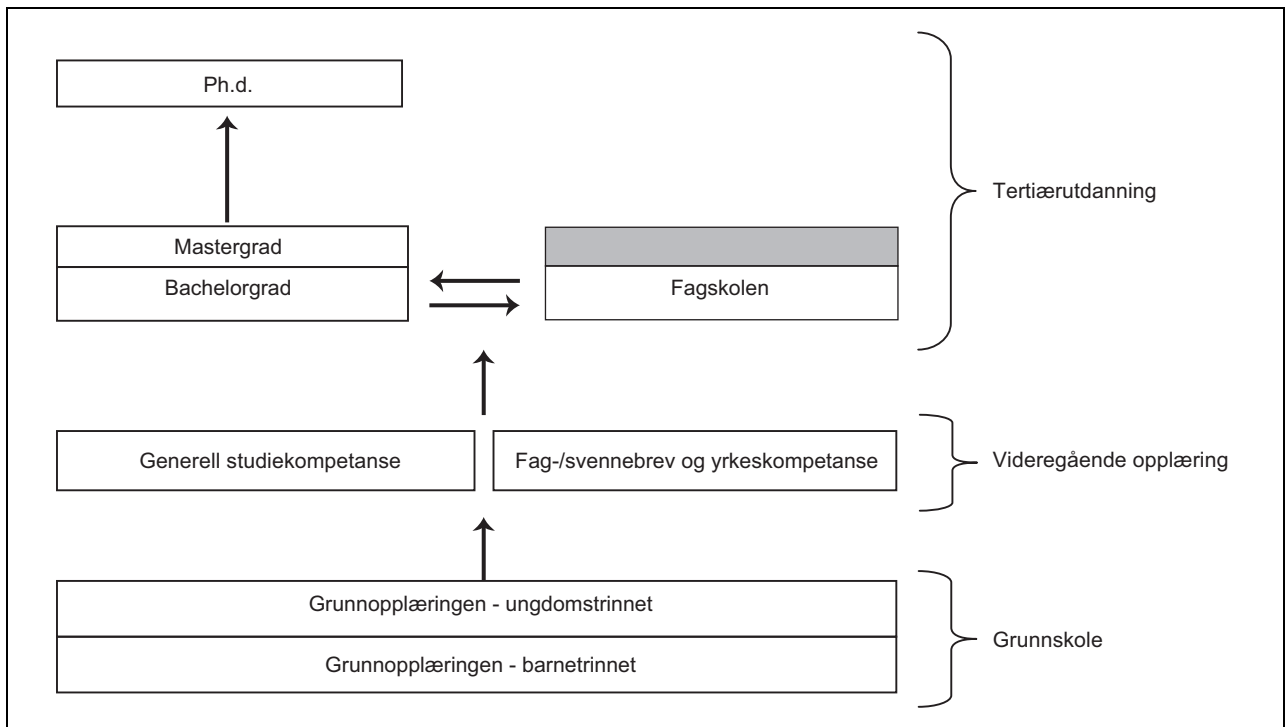 Ph.d.
Tertiærutdanning
Mastergrad
Bachelorgrad
Fagskolen
Generell studiekompetanse
Fag-/svennebrev og yrkeskompetanse
Videregående opplæring
Grunnopplæringen - ungdomstrinnet
Grunnskole
Grunnopplæringen - barnetrinnet